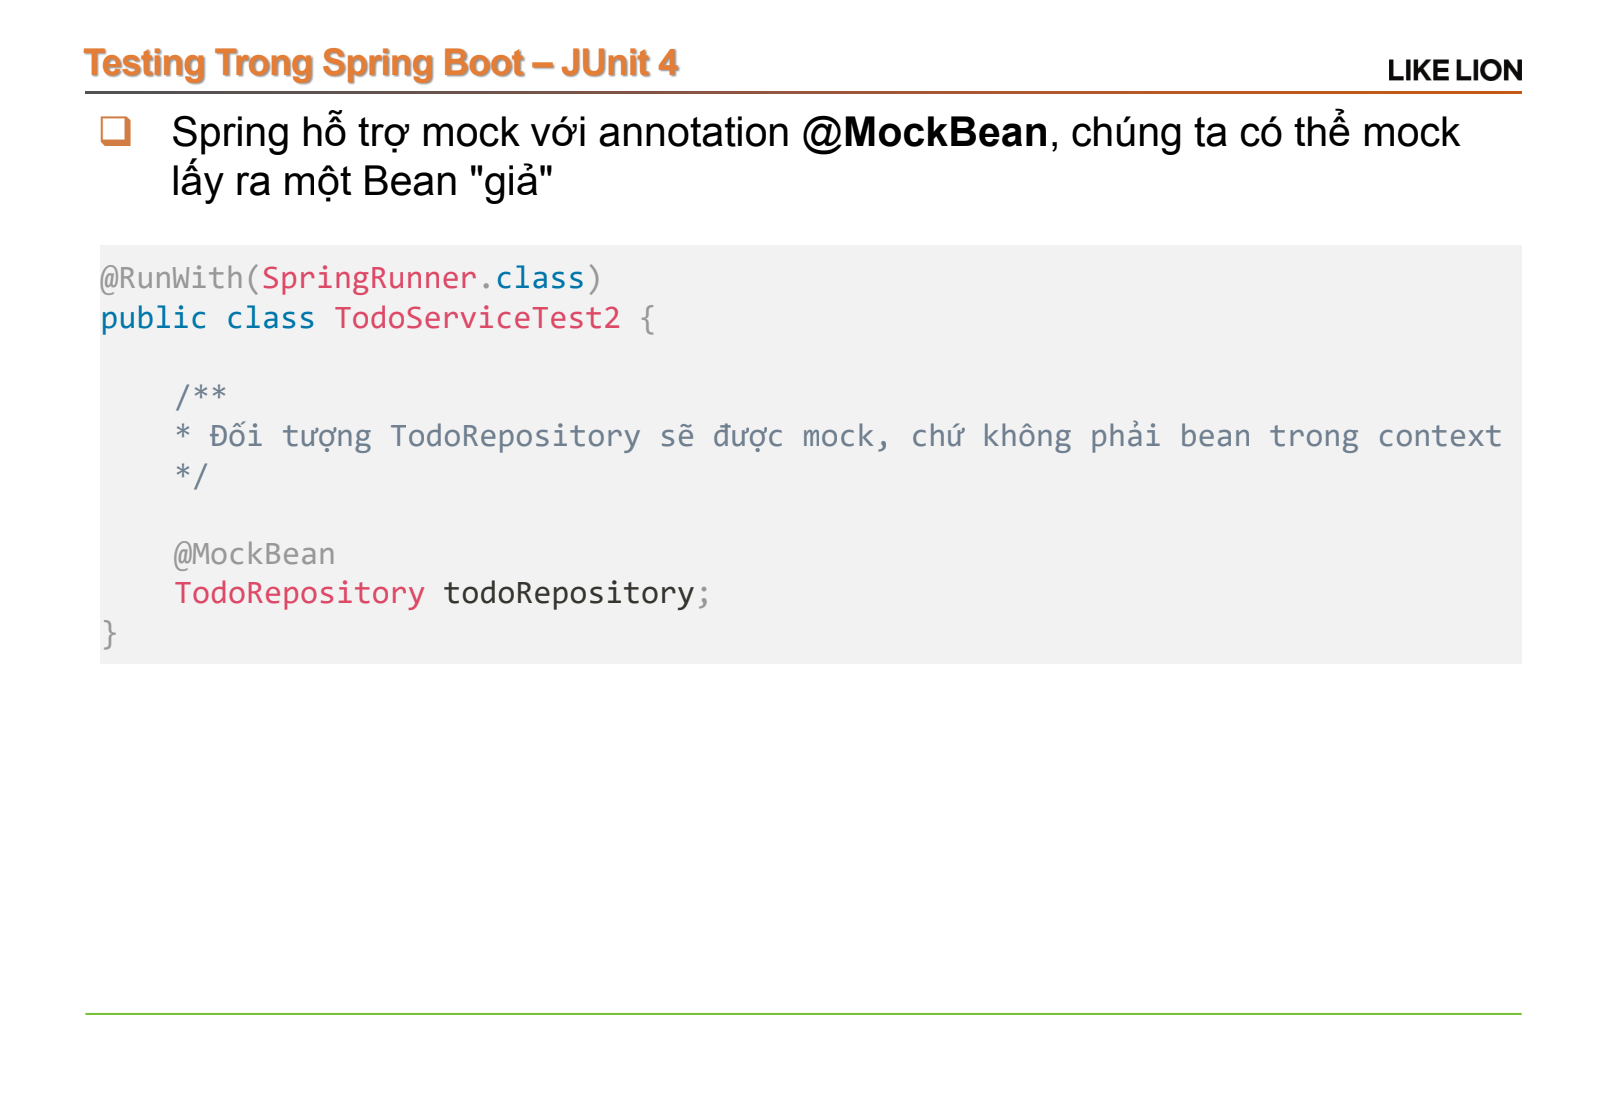 Testing Trong Spring Boot – JUnit 4
LIKE LION
Spring hỗ trợ mock với annotation @MockBean, chúng ta có thể mock
lấy ra một Bean "giả"
@RunWith(SpringRunner.class)
public class TodoServiceTest2 {
/**
* Đối tượng TodoRepository sẽ được mock, chứ không phải bean trong context
*/
@MockBean
TodoRepository todoRepository;
}